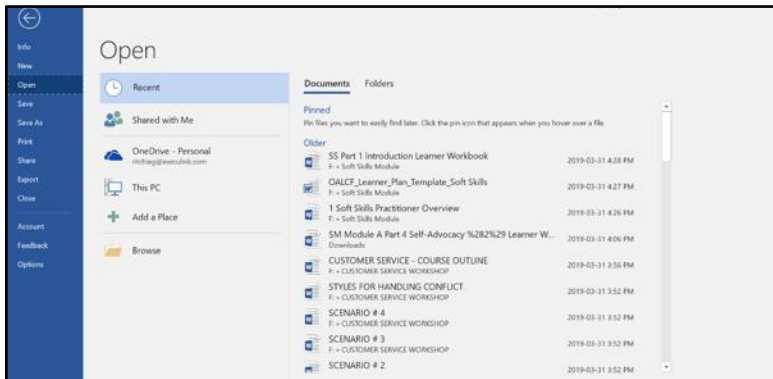 Info
New
Open
Save
Save As
Print
Share
Export
Close
Account
Feedback
Options
Open
Recent
Shared with Me
OneDrive - Personal
This PC
Add a Place
Browse
Documents Folders
Pinned
Pin files you want to easily find later. Click the pin icon that appears when you hover over a file.
Older
SS Part 1 Introduction Learner Workbook 2019-03-31 4:28 PM
F: » Soft Skills Module
OALCF_Learner_Plan_Template_Soft Skills 2019-03-31 4:27 PM
F: » Soft Skills Module
1 Soft Skills Practitioner Overview 2019-03-31 4:26 PM
F: » Soft Skills Module
SM Module A Part 4 Self-Advocacy %282%29 Learner W... 2019-03-31 4:06 PM
Downloads
CUSTOMER SERVICE - COURSE OUTLINE 2019-03-31 3:56 PM
F: » CUSTOMER SERVICE WORKSHOP
STYLES FOR HANDLING CONFLICT 2019-03-31 3:52 PM
F: » CUSTOMER SERVICE WORKSHOP
SCENARIO # 4 2019-03-31 3:52 PM
F: » CUSTOMER SERVICE WORKSHOP
SCENARIO # 3 2019-03-31 3:52 PM
F: » CUSTOMER SERVICE WORKSHOP
SCENARIO # 2 2019-03-31 3:52 PM